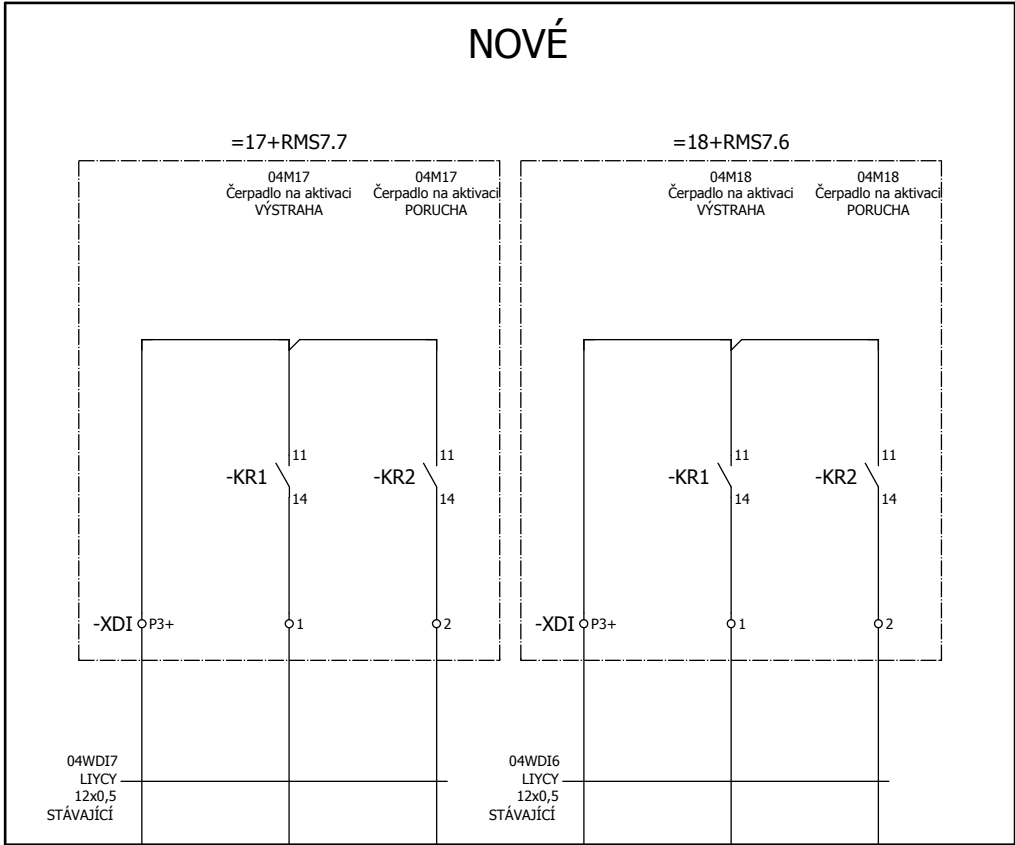 NOVÉ
=17+RMS7.7
=18+RMS7.6
04M17
Čerpadlo na aktivaci
VÝSTRAHA
04M17
Čerpadlo na aktivaci
PORUCHA
04M18
Čerpadlo na aktivaci
VÝSTRAHA
04M18
Čerpadlo na aktivaci
PORUCHA
11
-KR1
14
11
-KR2
14
11
-KR1
14
11
-KR2
14
-XDI P3+ 1 2
-XDI P3+ 1 2
04WDI7
LIYCY
12x0,5
STÁVAJÍCÍ
04WDI6
LIYCY
12x0,5
STÁVAJÍCÍ